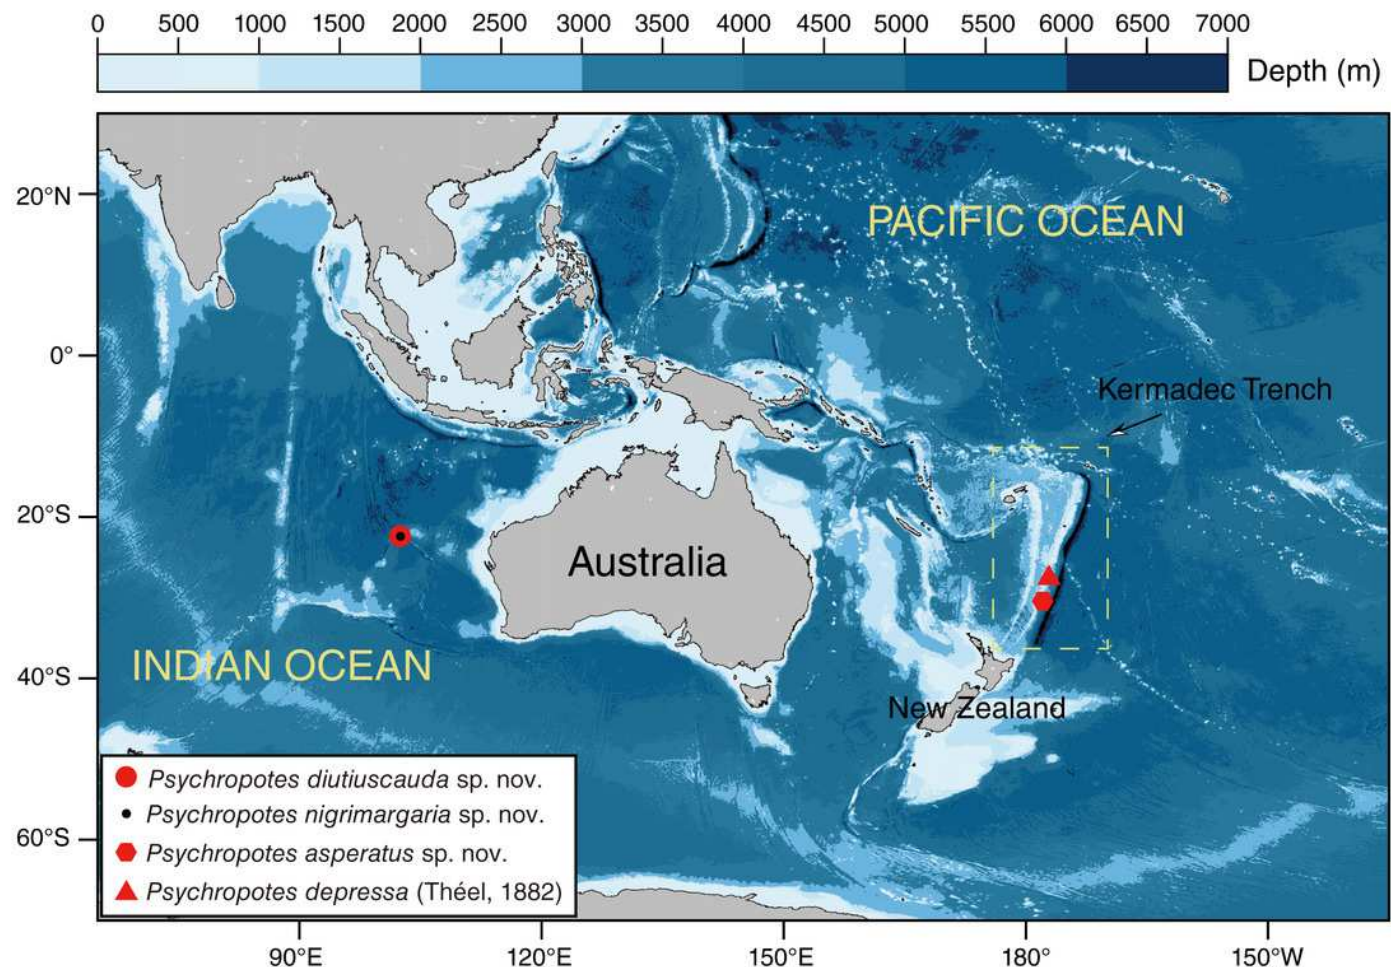 0 500 1000 1500 2000 2500 3000 3500 4000 4500 5000 5500 6000 6500 7000
Depth (m)
20°N
PACIFIC OCEAN
0°
Kermadec Trench
20°S
Australia
INDIAN OCEAN
40°S
New Zealand
Psychropotes diutiuscauda sp. nov.
Psychropotes nigrimargaria sp. nov.
60°S
Psychropotes asperatus sp. nov.
Psychropotes depressa (Théel, 1882)
90°E 120°E 150°E 180° 150°W